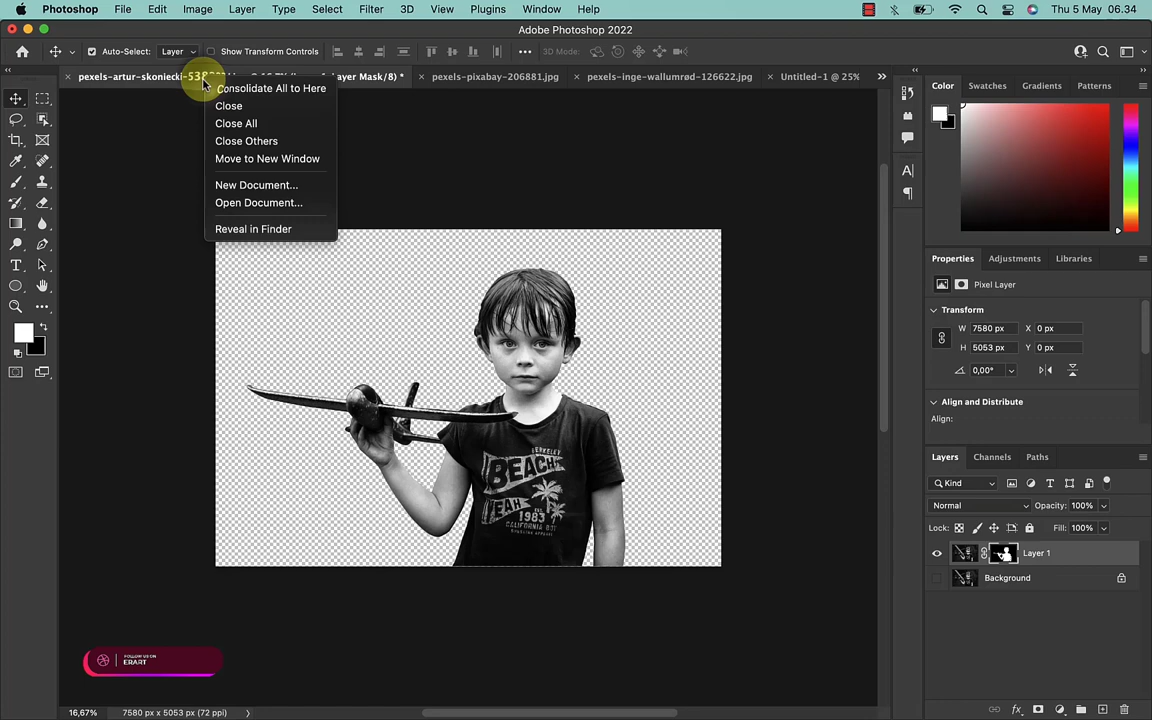 Photoshop File Edit Image Layer Type Select Filter 3D View Plugins Window Help Thu 5 May 06.34
Adobe Photoshop 2022
Auto-Select: Layer Show Transform Controls 3D Mode:
pexels-artur-skoniecki-538 Layer Mask/8) * pexels-pixabay-206881.jpg pexels-inge-wallumrod-126622.jpg Untitled-1 @ 25%
Consolidate All to Here
Close
Close All
Close Others
Move to New Window
New Document...
Open Document...
Reveal in Finder
Color Swatches Gradients Patterns
Properties Adjustments Libraries
Pixel Layer
Transform
W 7580 px X 0 px
H 5053 px Y 0 px
0,00°
Align and Distribute
Align:
Layers Channels Paths
Kind
Normal Opacity: 100%
Lock: Fill: 100%
Layer 1
Background
BERKELEY
BEACH
YEAH
1983
CALIFORNIA
FOLLOW US ON
ERART
16,67% 7580 px x 5053 px (72 ppi)